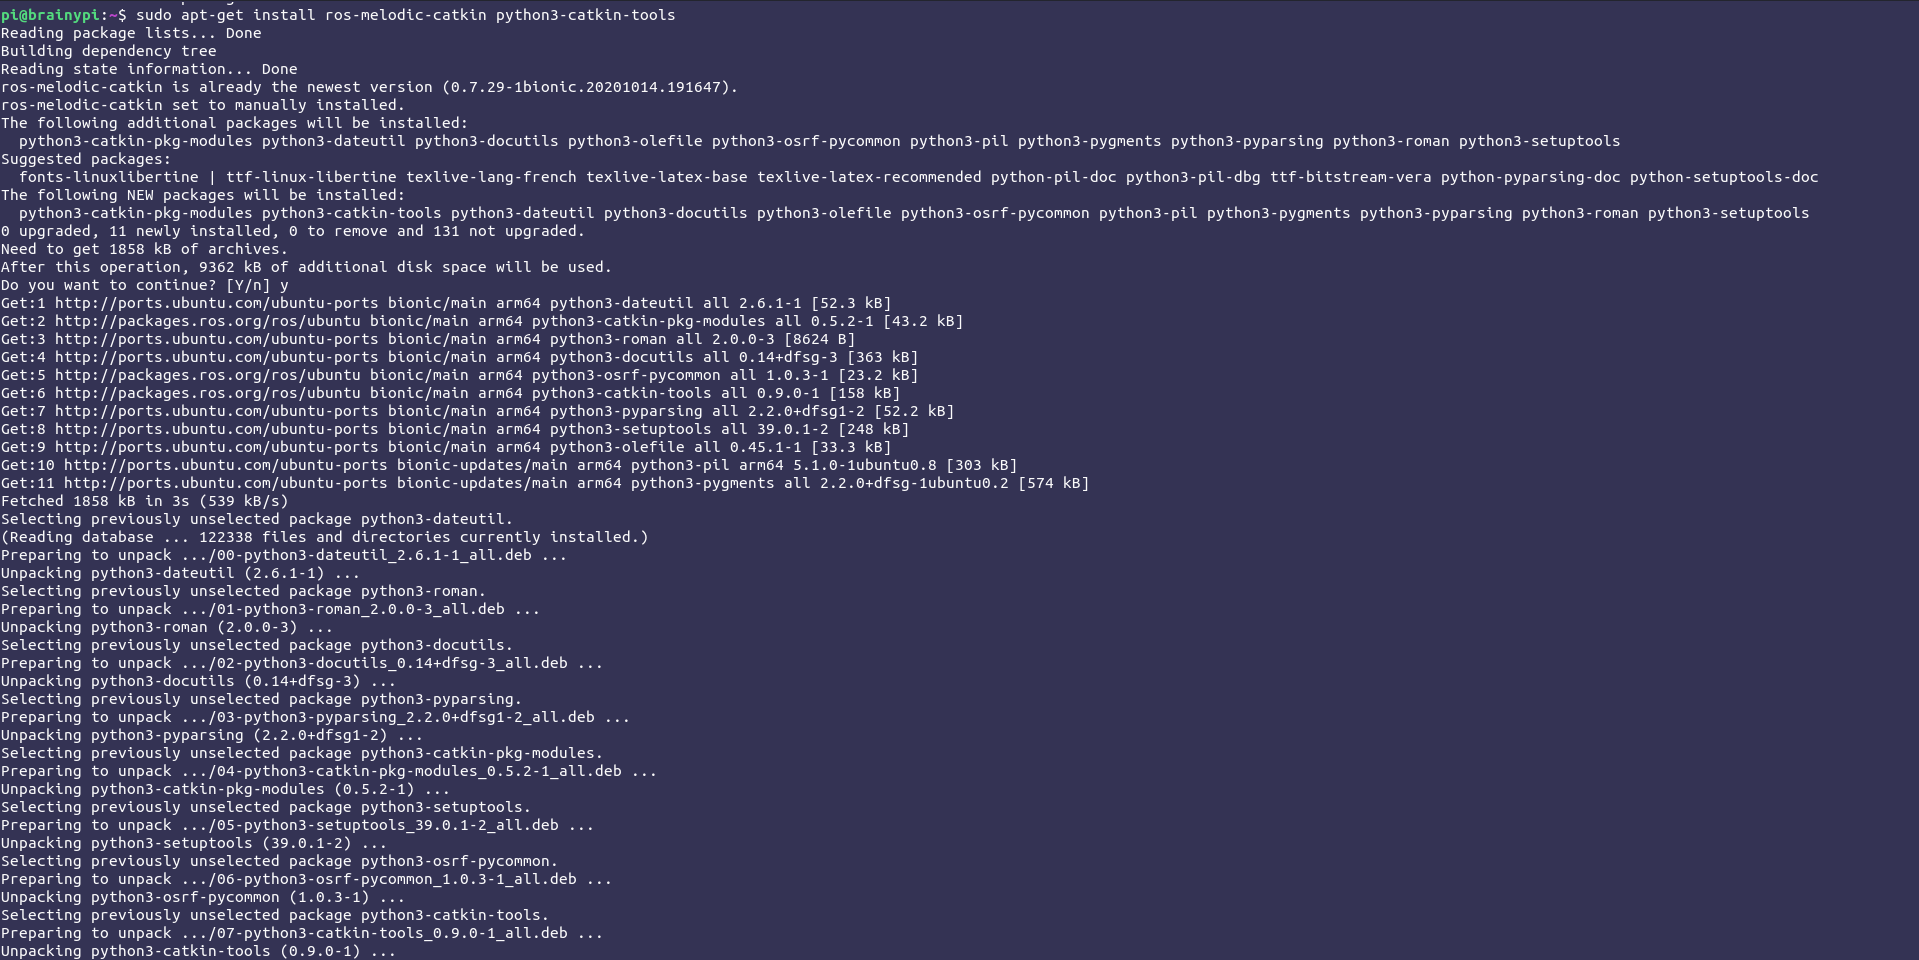 pi@brainypi:~$ sudo apt-get install ros-melodic-catkin python3-catkin-tools
Reading package lists... Done
Building dependency tree
Reading state information... Done
ros-melodic-catkin is already the newest version (0.7.29-1bionic.20201014.191647).
ros-melodic-catkin set to manually installed.
The following additional packages will be installed:
  python3-catkin-pkg-modules python3-dateutil python3-docutils python3-olefile python3-osrf-pycommon python3-pil python3-pygments python3-pyparsing python3-roman python3-setuptools
Suggested packages:
  fonts-linuxlibertine | ttf-linux-libertine texlive-lang-french texlive-latex-base texlive-latex-recommended python-pil-doc python3-pil-dbg ttf-bitstream-vera python-pyparsing-doc python-setuptools-doc
The following NEW packages will be installed:
  python3-catkin-pkg-modules python3-catkin-tools python3-dateutil python3-docutils python3-olefile python3-osrf-pycommon python3-pil python3-pygments python3-pyparsing python3-roman python3-setuptools
0 upgraded, 11 newly installed, 0 to remove and 131 not upgraded.
Need to get 1858 kB of archives.
After this operation, 9362 kB of additional disk space will be used.
Do you want to continue? [Y/n] y
Get:1 http://ports.ubuntu.com/ubuntu-ports bionic/main arm64 python3-dateutil all 2.6.1-1 [52.3 kB]
Get:2 http://packages.ros.org/ros/ubuntu bionic/main arm64 python3-catkin-pkg-modules all 0.5.2-1 [43.2 kB]
Get:3 http://ports.ubuntu.com/ubuntu-ports bionic/main arm64 python3-roman all 2.0.0-3 [8624 B]
Get:4 http://ports.ubuntu.com/ubuntu-ports bionic/main arm64 python3-docutils all 0.14+dfsg-3 [363 kB]
Get:5 http://packages.ros.org/ros/ubuntu bionic/main arm64 python3-osrf-pycommon all 1.0.3-1 [23.2 kB]
Get:6 http://packages.ros.org/ros/ubuntu bionic/main arm64 python3-catkin-tools all 0.9.0-1 [158 kB]
Get:7 http://ports.ubuntu.com/ubuntu-ports bionic/main arm64 python3-pyparsing all 2.2.0+dfsg1-2 [52.2 kB]
Get:8 http://ports.ubuntu.com/ubuntu-ports bionic/main arm64 python3-setuptools all 39.0.1-2 [248 kB]
Get:9 http://ports.ubuntu.com/ubuntu-ports bionic/main arm64 python3-olefile all 0.45.1-1 [33.3 kB]
Get:10 http://ports.ubuntu.com/ubuntu-ports bionic-updates/main arm64 python3-pil arm64 5.1.0-1ubuntu0.8 [303 kB]
Get:11 http://ports.ubuntu.com/ubuntu-ports bionic-updates/main arm64 python3-pygments all 2.2.0+dfsg-1ubuntu0.2 [574 kB]
Fetched 1858 kB in 3s (539 kB/s)
Selecting previously unselected package python3-dateutil.
(Reading database ... 122338 files and directories currently installed.)
Preparing to unpack .../00-python3-dateutil_2.6.1-1_all.deb ...
Unpacking python3-dateutil (2.6.1-1) ...
Selecting previously unselected package python3-roman.
Preparing to unpack .../01-python3-roman_2.0.0-3_all.deb ...
Unpacking python3-roman (2.0.0-3) ...
Selecting previously unselected package python3-docutils.
Preparing to unpack .../02-python3-docutils_0.14+dfsg-3_all.deb ...
Unpacking python3-docutils (0.14+dfsg-3) ...
Selecting previously unselected package python3-pyparsing.
Preparing to unpack .../03-python3-pyparsing_2.2.0+dfsg1-2_all.deb ...
Unpacking python3-pyparsing (2.2.0+dfsg1-2) ...
Selecting previously unselected package python3-catkin-pkg-modules.
Preparing to unpack .../04-python3-catkin-pkg-modules_0.5.2-1_all.deb ...
Unpacking python3-catkin-pkg-modules (0.5.2-1) ...
Selecting previously unselected package python3-setuptools.
Preparing to unpack .../05-python3-setuptools_39.0.1-2_all.deb ...
Unpacking python3-setuptools (39.0.1-2) ...
Selecting previously unselected package python3-osrf-pycommon.
Preparing to unpack .../06-python3-osrf-pycommon_1.0.3-1_all.deb ...
Unpacking python3-osrf-pycommon (1.0.3-1) ...
Selecting previously unselected package python3-catkin-tools.
Preparing to unpack .../07-python3-catkin-tools_0.9.0-1_all.deb ...
Unpacking python3-catkin-tools (0.9.0-1) ...